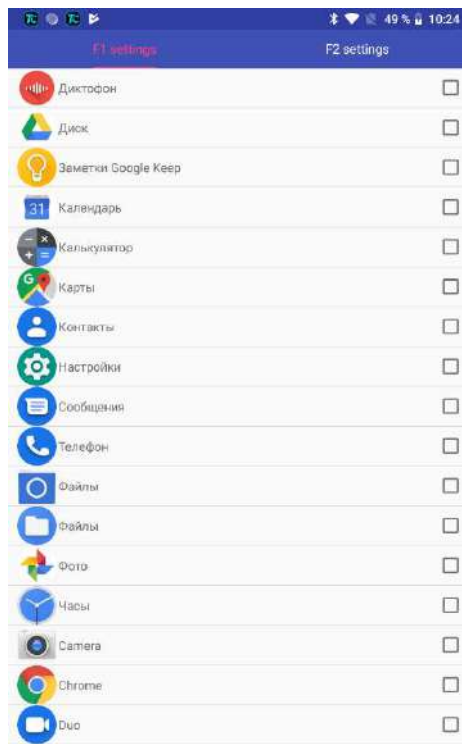 49 % 10:24
F1 settings F2 settings
Диктофон
Диск
Заметки Google Keep
31 Календарь
Калькулятор
G Карты
Контакты
Настройки
Сообщения
Телефон
Файлы
Файлы
Фото
Часы
Camera
Chrome
Duo